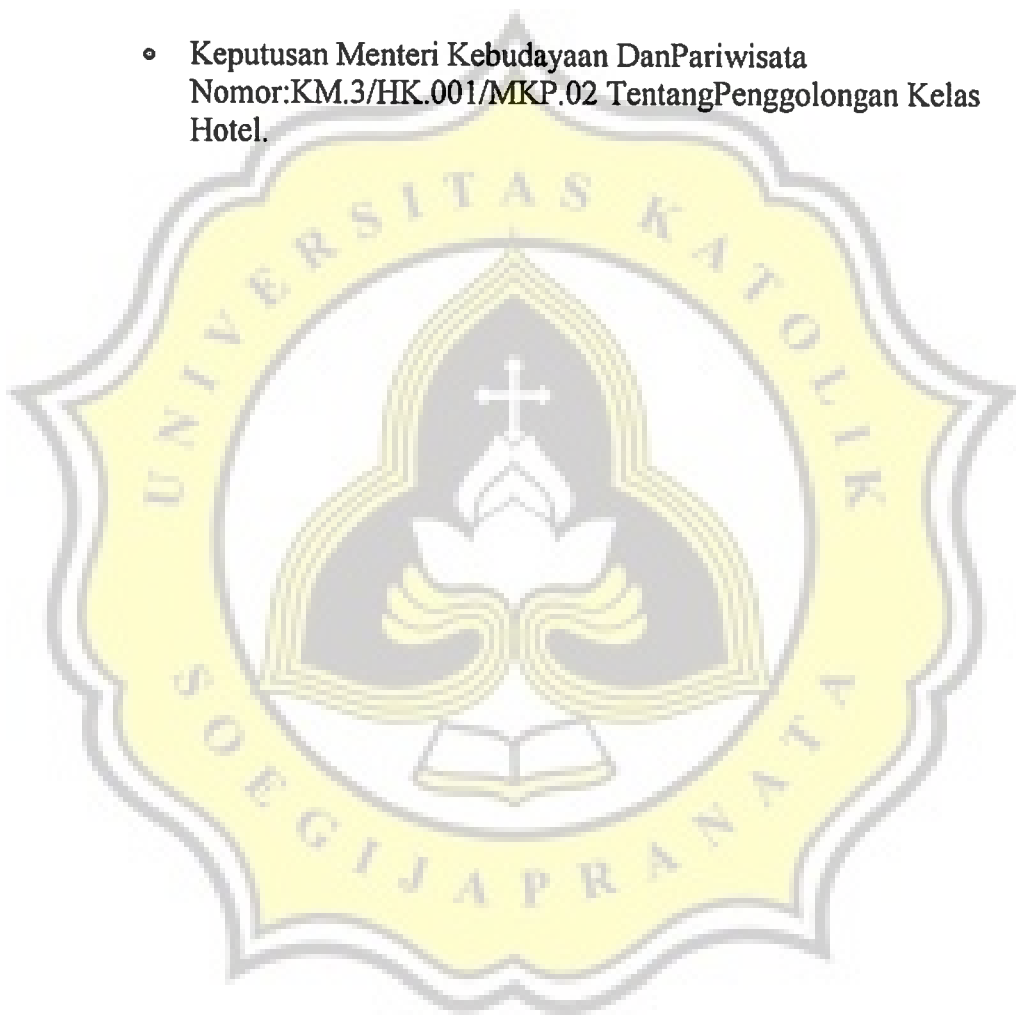 • Keputusan Menteri Kebudayaan DanPariwisata
Nomor:KM.3/HK.001/MKP.02 TentangPenggolongan Kelas
Hotel.
UNIVERSITAS KATOLIK
SOEGIJAPRANATA